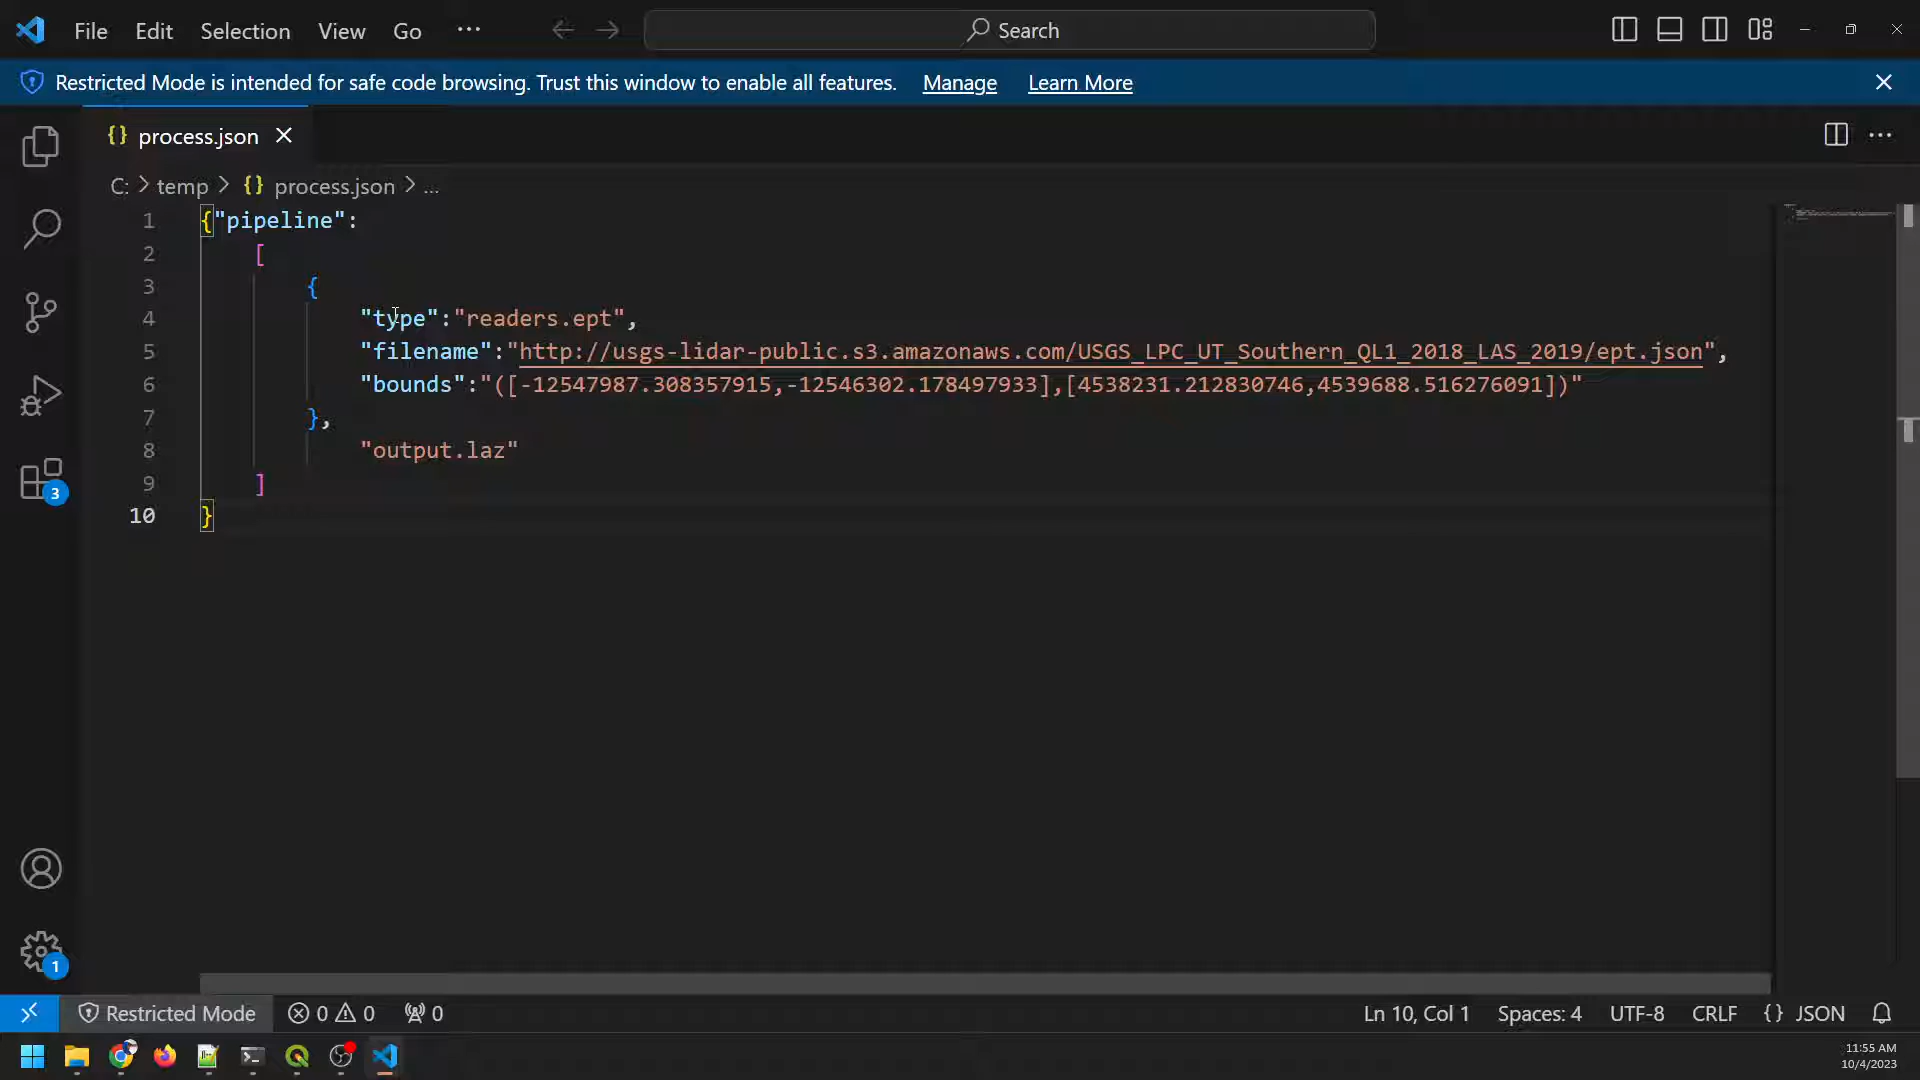 File Edit Selection View Go ··· Search
Restricted Mode is intended for safe code browsing. Trust this window to enable all features. Manage Learn More
{} process.json
C: > temp > {} process.json > ...
1 {"pipeline":
2 [
3 {
4 "type":"readers.ept",
5 "filename":"http://usgs-lidar-public.s3.amazonaws.com/USGS_LPC_UT_Southern_QL1_2018_LAS_2019/ept.json",
6 "bounds":"([-12547987.308357915,-12546302.178497933],[4538231.212830746,4539688.516276091])"
7 },
8 "output.laz"
9 ]
10 }
3
1
Restricted Mode 0 0 0 Ln 10, Col 1 Spaces: 4 UTF-8 CRLF {} JSON
11:55 AM
10/4/2023